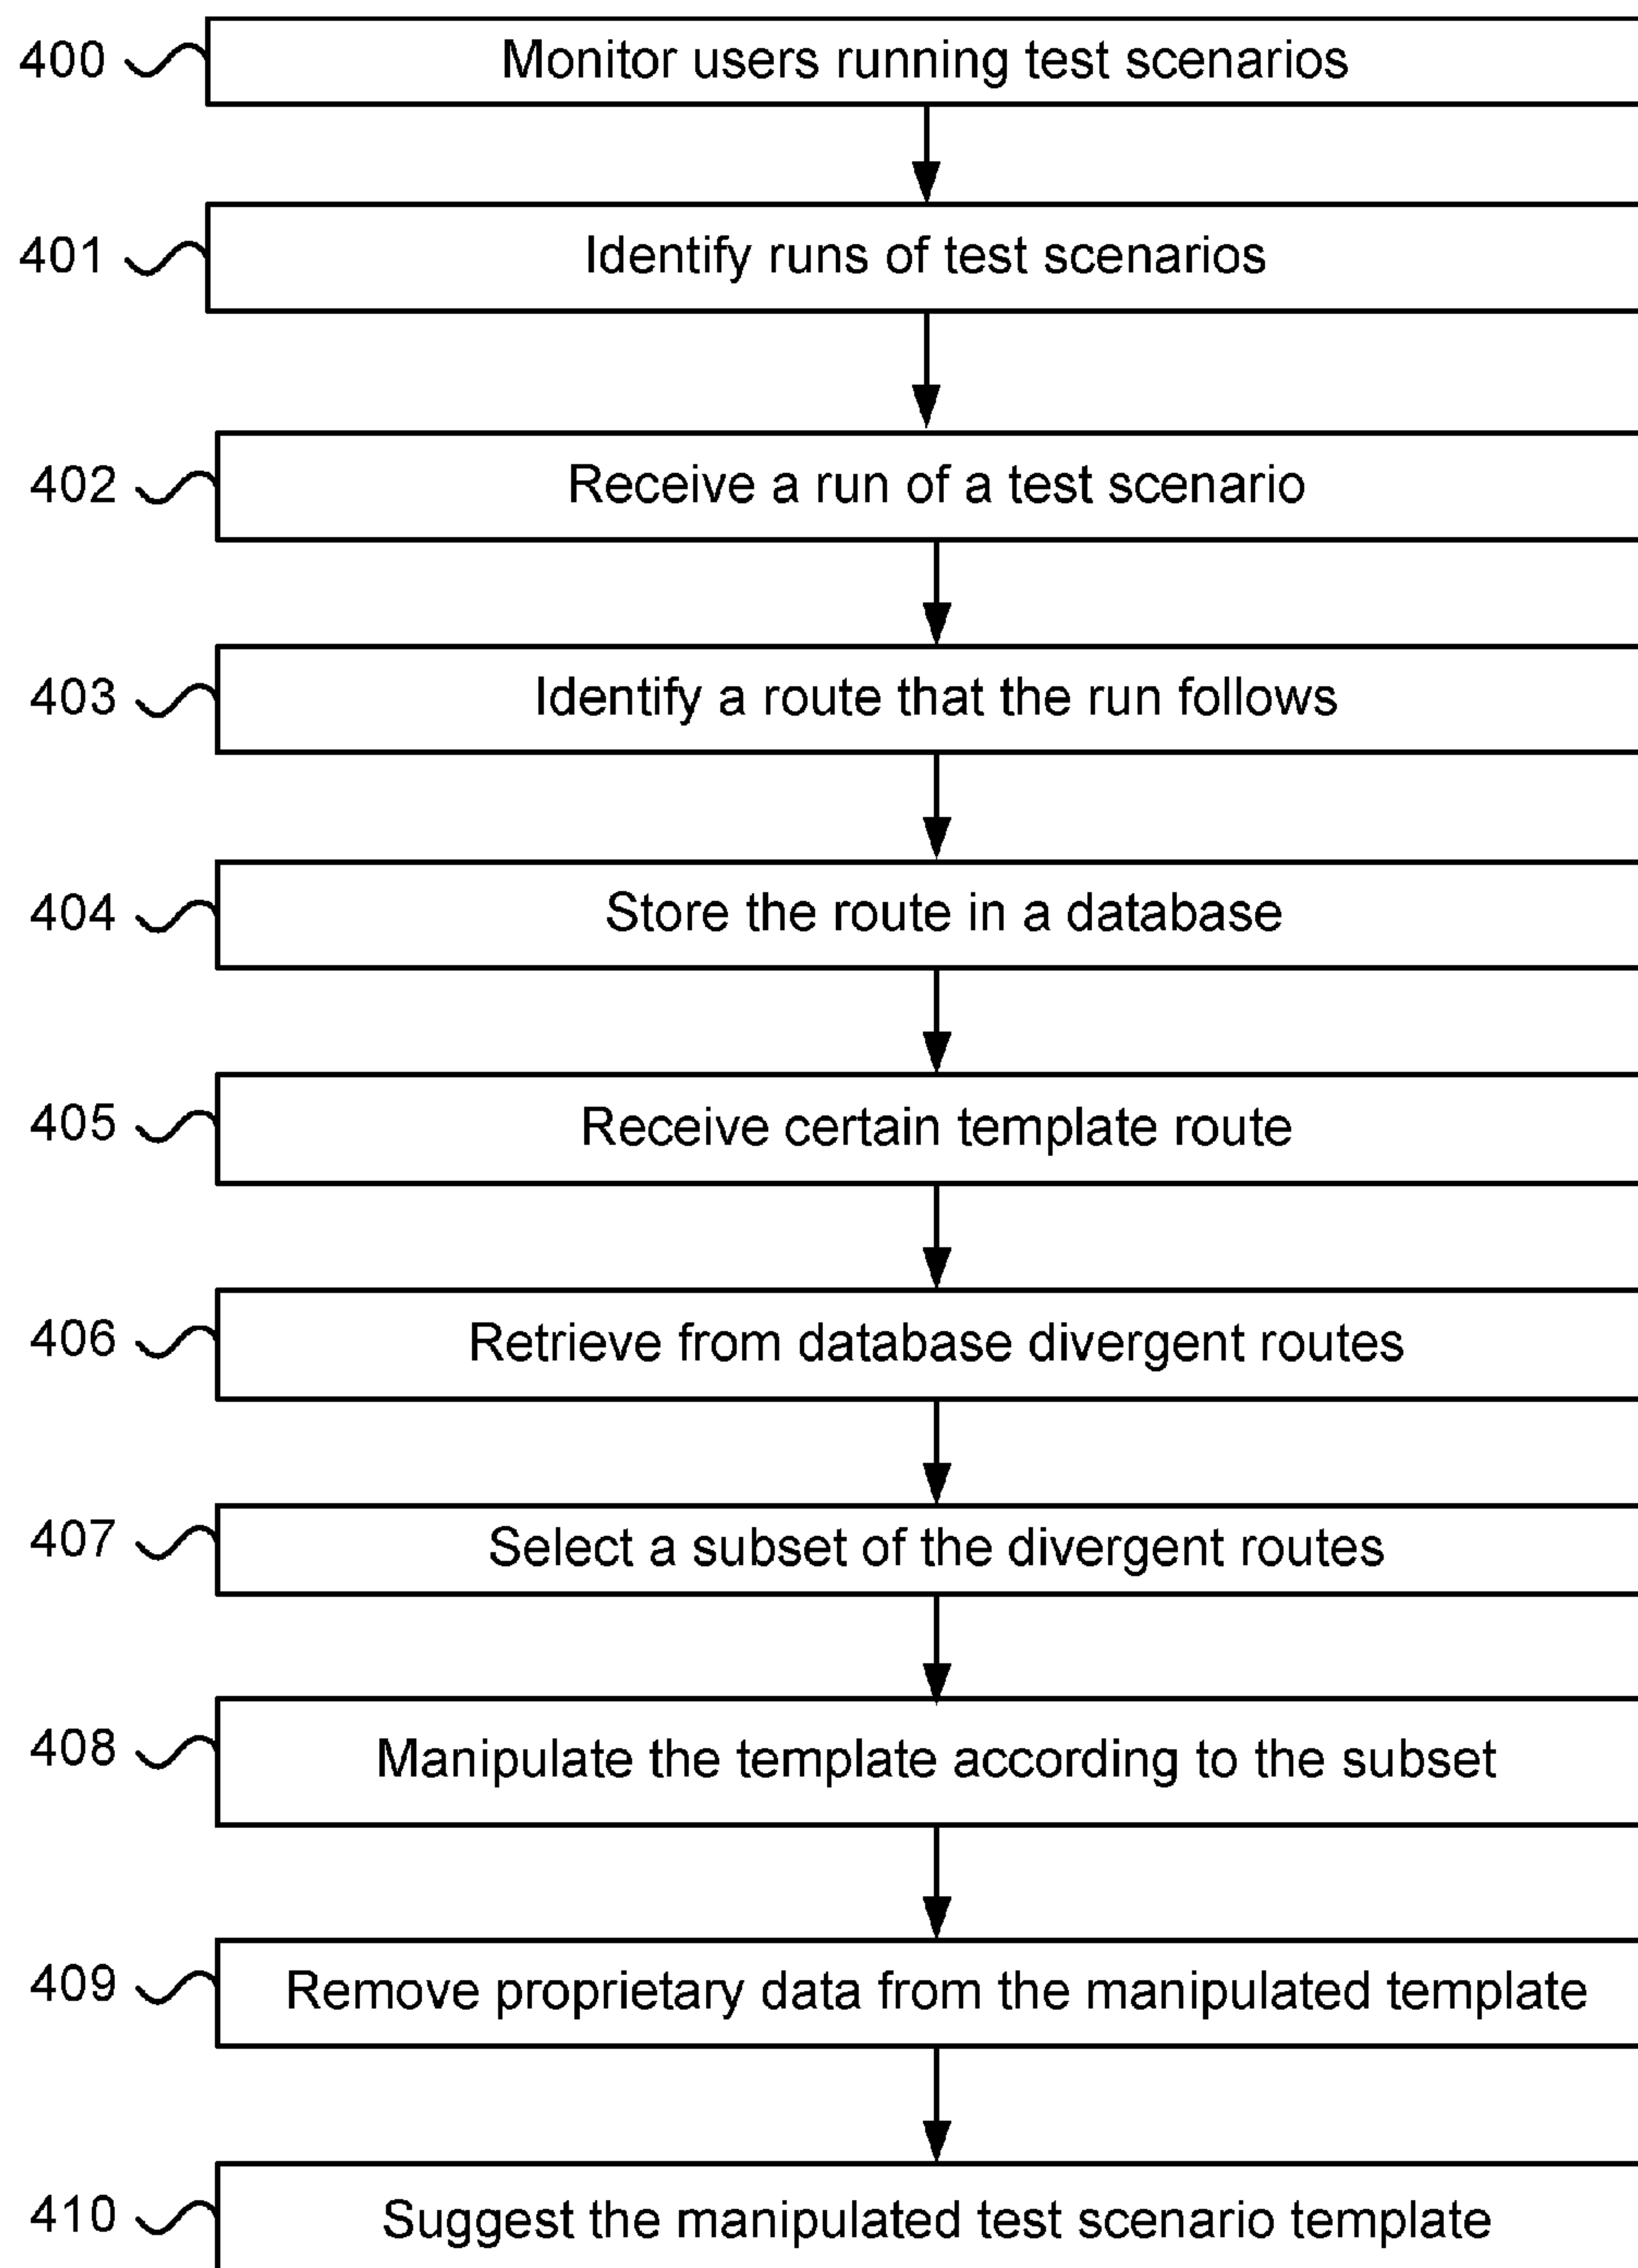 400 Monitor users running test scenarios
401 Identify runs of test scenarios
402 Receive a run of a test scenario
403 Identify a route that the run follows
404 Store the route in a database
405 Receive certain template route
406 Retrieve from database divergent routes
407 Select a subset of the divergent routes
408 Manipulate the template according to the subset
409 Remove proprietary data from the manipulated template
410 Suggest the manipulated test scenario template